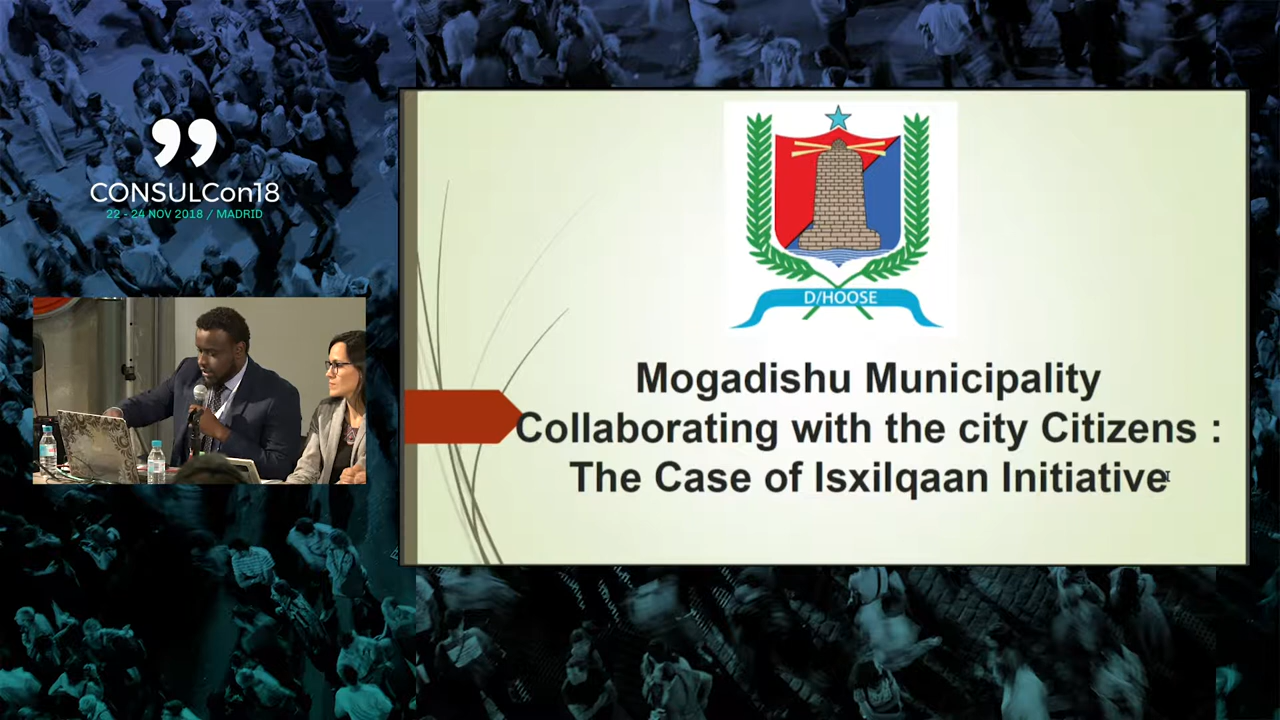 CONSULCon18
22 - 24 NOV 2018 / MADRID
D/HOOSE
Mogadishu Municipality
Collaborating with the city Citizens :
The Case of Isxilqaan Initiative